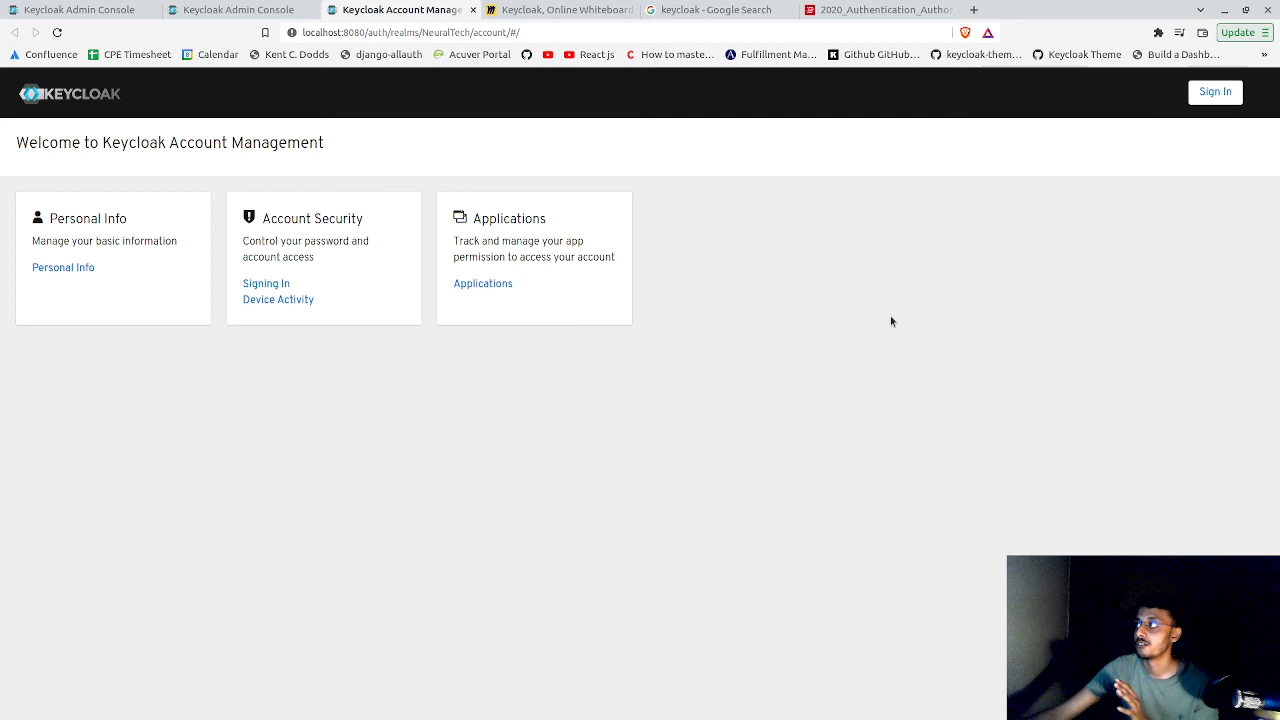 Keycloak Admin Console Keycloak Admin Console Keycloak Account Manage Keycloak, Online Whiteboard keycloak - Google Search 2020_Authentication_Author
localhost:8080/auth/realms/NeuralTech/account/#/ Update
Confluence CPE Timesheet Calendar Kent C. Dodds django-allauth Acuver Portal React js How to maste... Fulfillment Ma... Github GitHub... keycloak-them... Keycloak Theme Build a Dashb... »
KEYCLOAK Sign In
Welcome to Keycloak Account Management
Personal Info
Manage your basic information
Personal Info
Account Security
Control your password and
account access
Signing In
Device Activity
Applications
Track and manage your app
permission to access your account
Applications